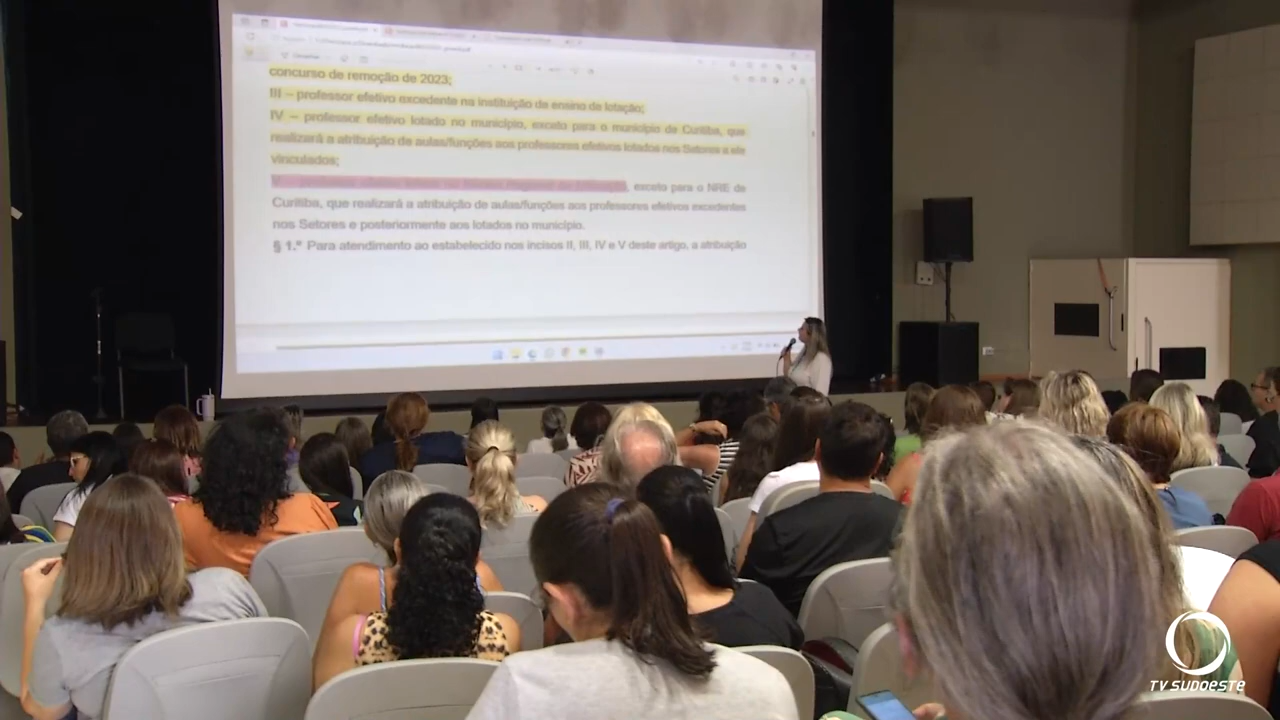 concurso de remoção de 2023;
III – professor efetivo excedente na instituição de ensino de lotação;
IV – professor efetivo lotado no município, exceto para o município de Curitiba, que
realizará a atribuição de aulas/funções aos professores efetivos lotados nos Setores a ele
vinculados;
, exceto para o NRE de
Curitiba, que realizará a atribuição de aulas/funções aos professores efetivos excedentes
nos Setores e posteriormente aos lotados no município.
§ 1.º Para atendimento ao estabelecido nos incisos II, III, IV e V deste artigo, a atribuição
TV SUDOESTE